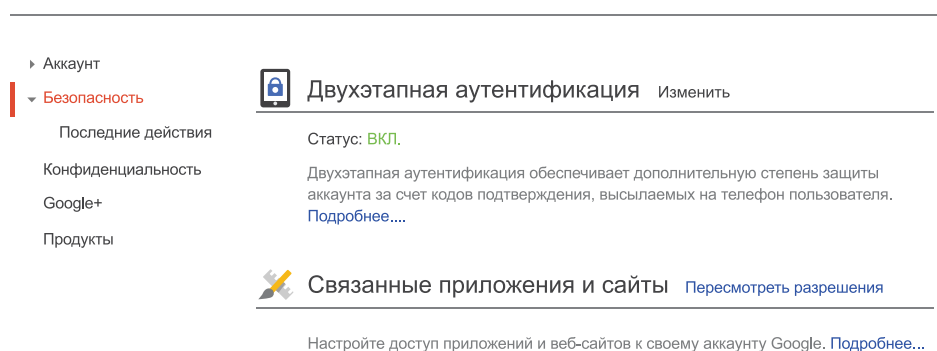 Аккаунт
Безопасность
Последние действия
Конфиденциальность
Google+
Продукты
Двухэтапная аутентификация Изменить
Статус: ВКЛ.
Двухэтапная аутентификация обеспечивает дополнительную степень защиты
аккаунта за счет кодов подтверждения, высылаемых на телефон пользователя.
Подробнее....
Связанные приложения и сайты Пересмотреть разрешения
Настройте доступ приложений и веб-сайтов к своему аккаунту Google. Подробнее...